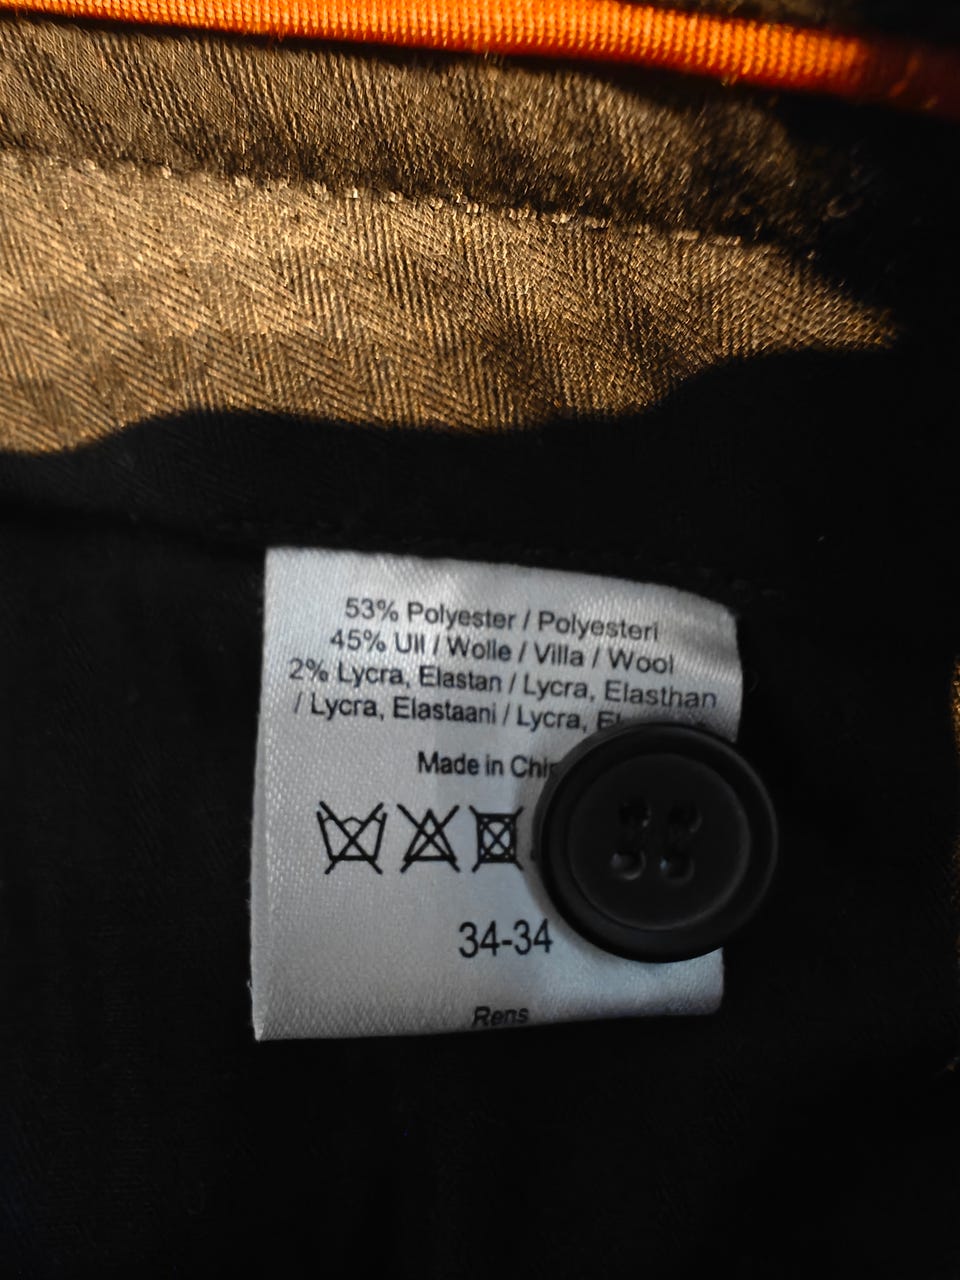 53% Polyester / Polyesteri
45% Ull / Wolle / Villa / Wool
2% Lycra, Elastan / Lycra, Elasthan
/ Lycra, Elastaani / Lycra,
Made in
34-34
Rens